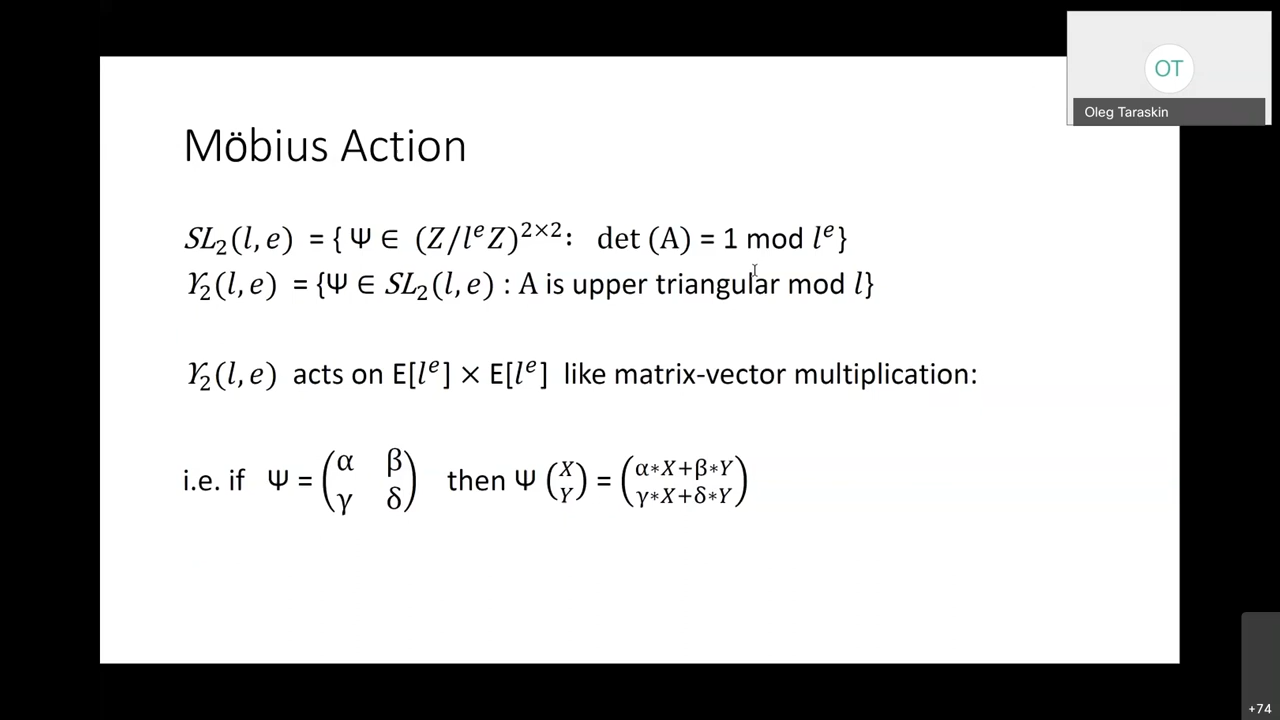 OT
Oleg Taraskin
Möbius Action
SL₂(l, e) = { Ψ ∈ (Z/lᵉZ)²ˣ²: det (A) = 1 mod lᵉ}
ϒ₂(l, e) = {Ψ ∈ SL₂(l, e) : A is upper triangular mod l}
ϒ₂(l, e) acts on E[lᵉ] × E[lᵉ] like matrix-vector multiplication:
i.e. if Ψ = (α β γ δ) then Ψ (X Y) = (α*X+β*Y γ*X+δ*Y)
+74